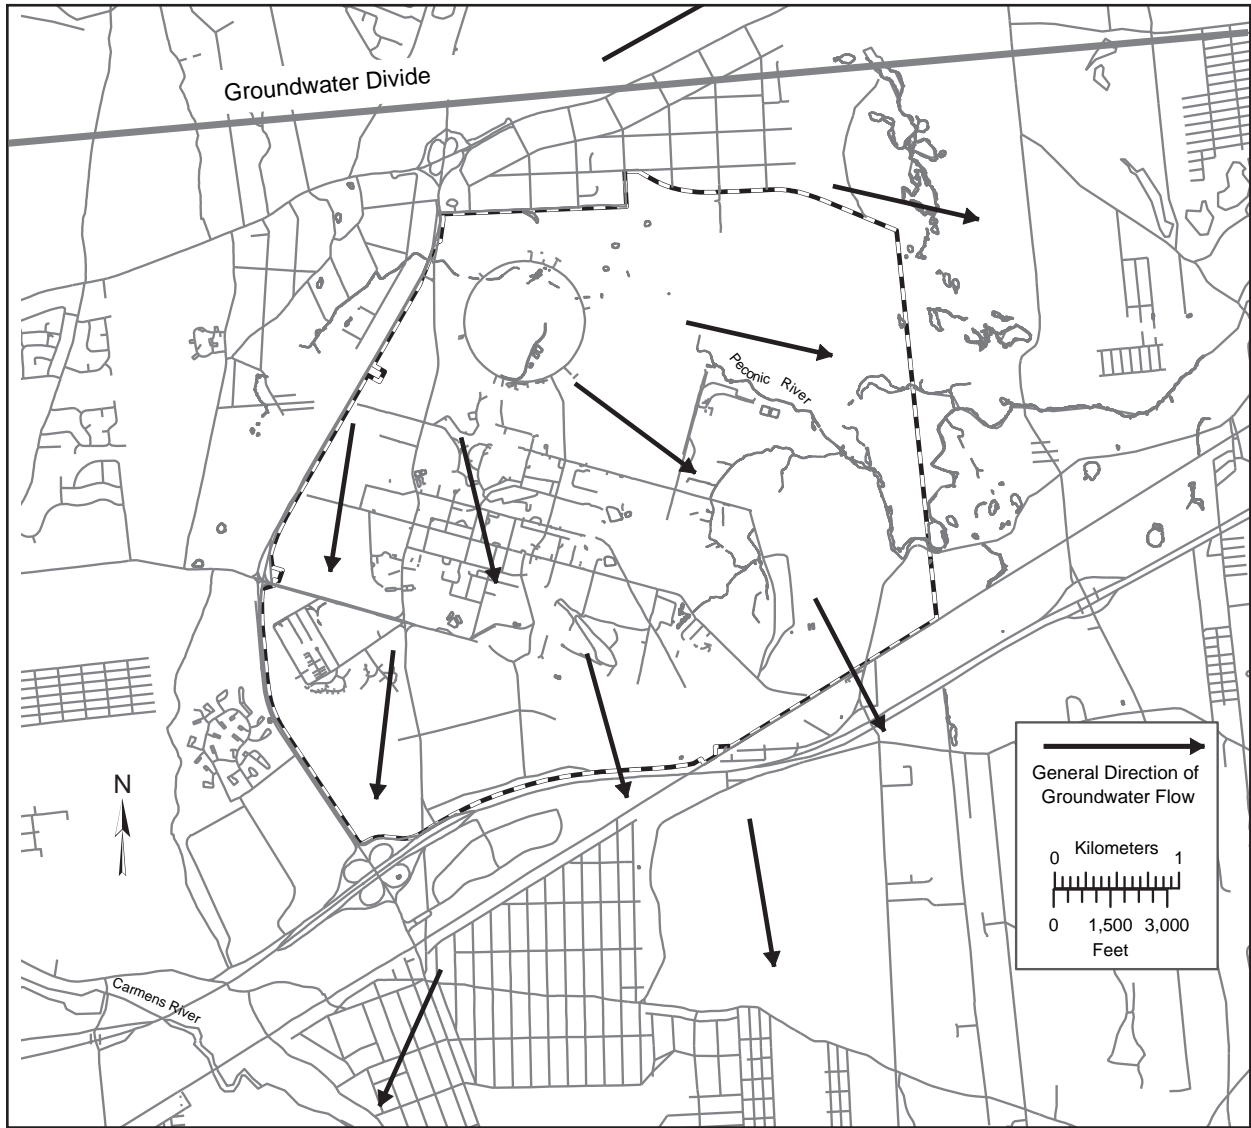 Groundwater Divide
Peconic River
N
General Direction of
Groundwater Flow
Kilometers
0 1
0 1,500 3,000
Feet
Carmens River